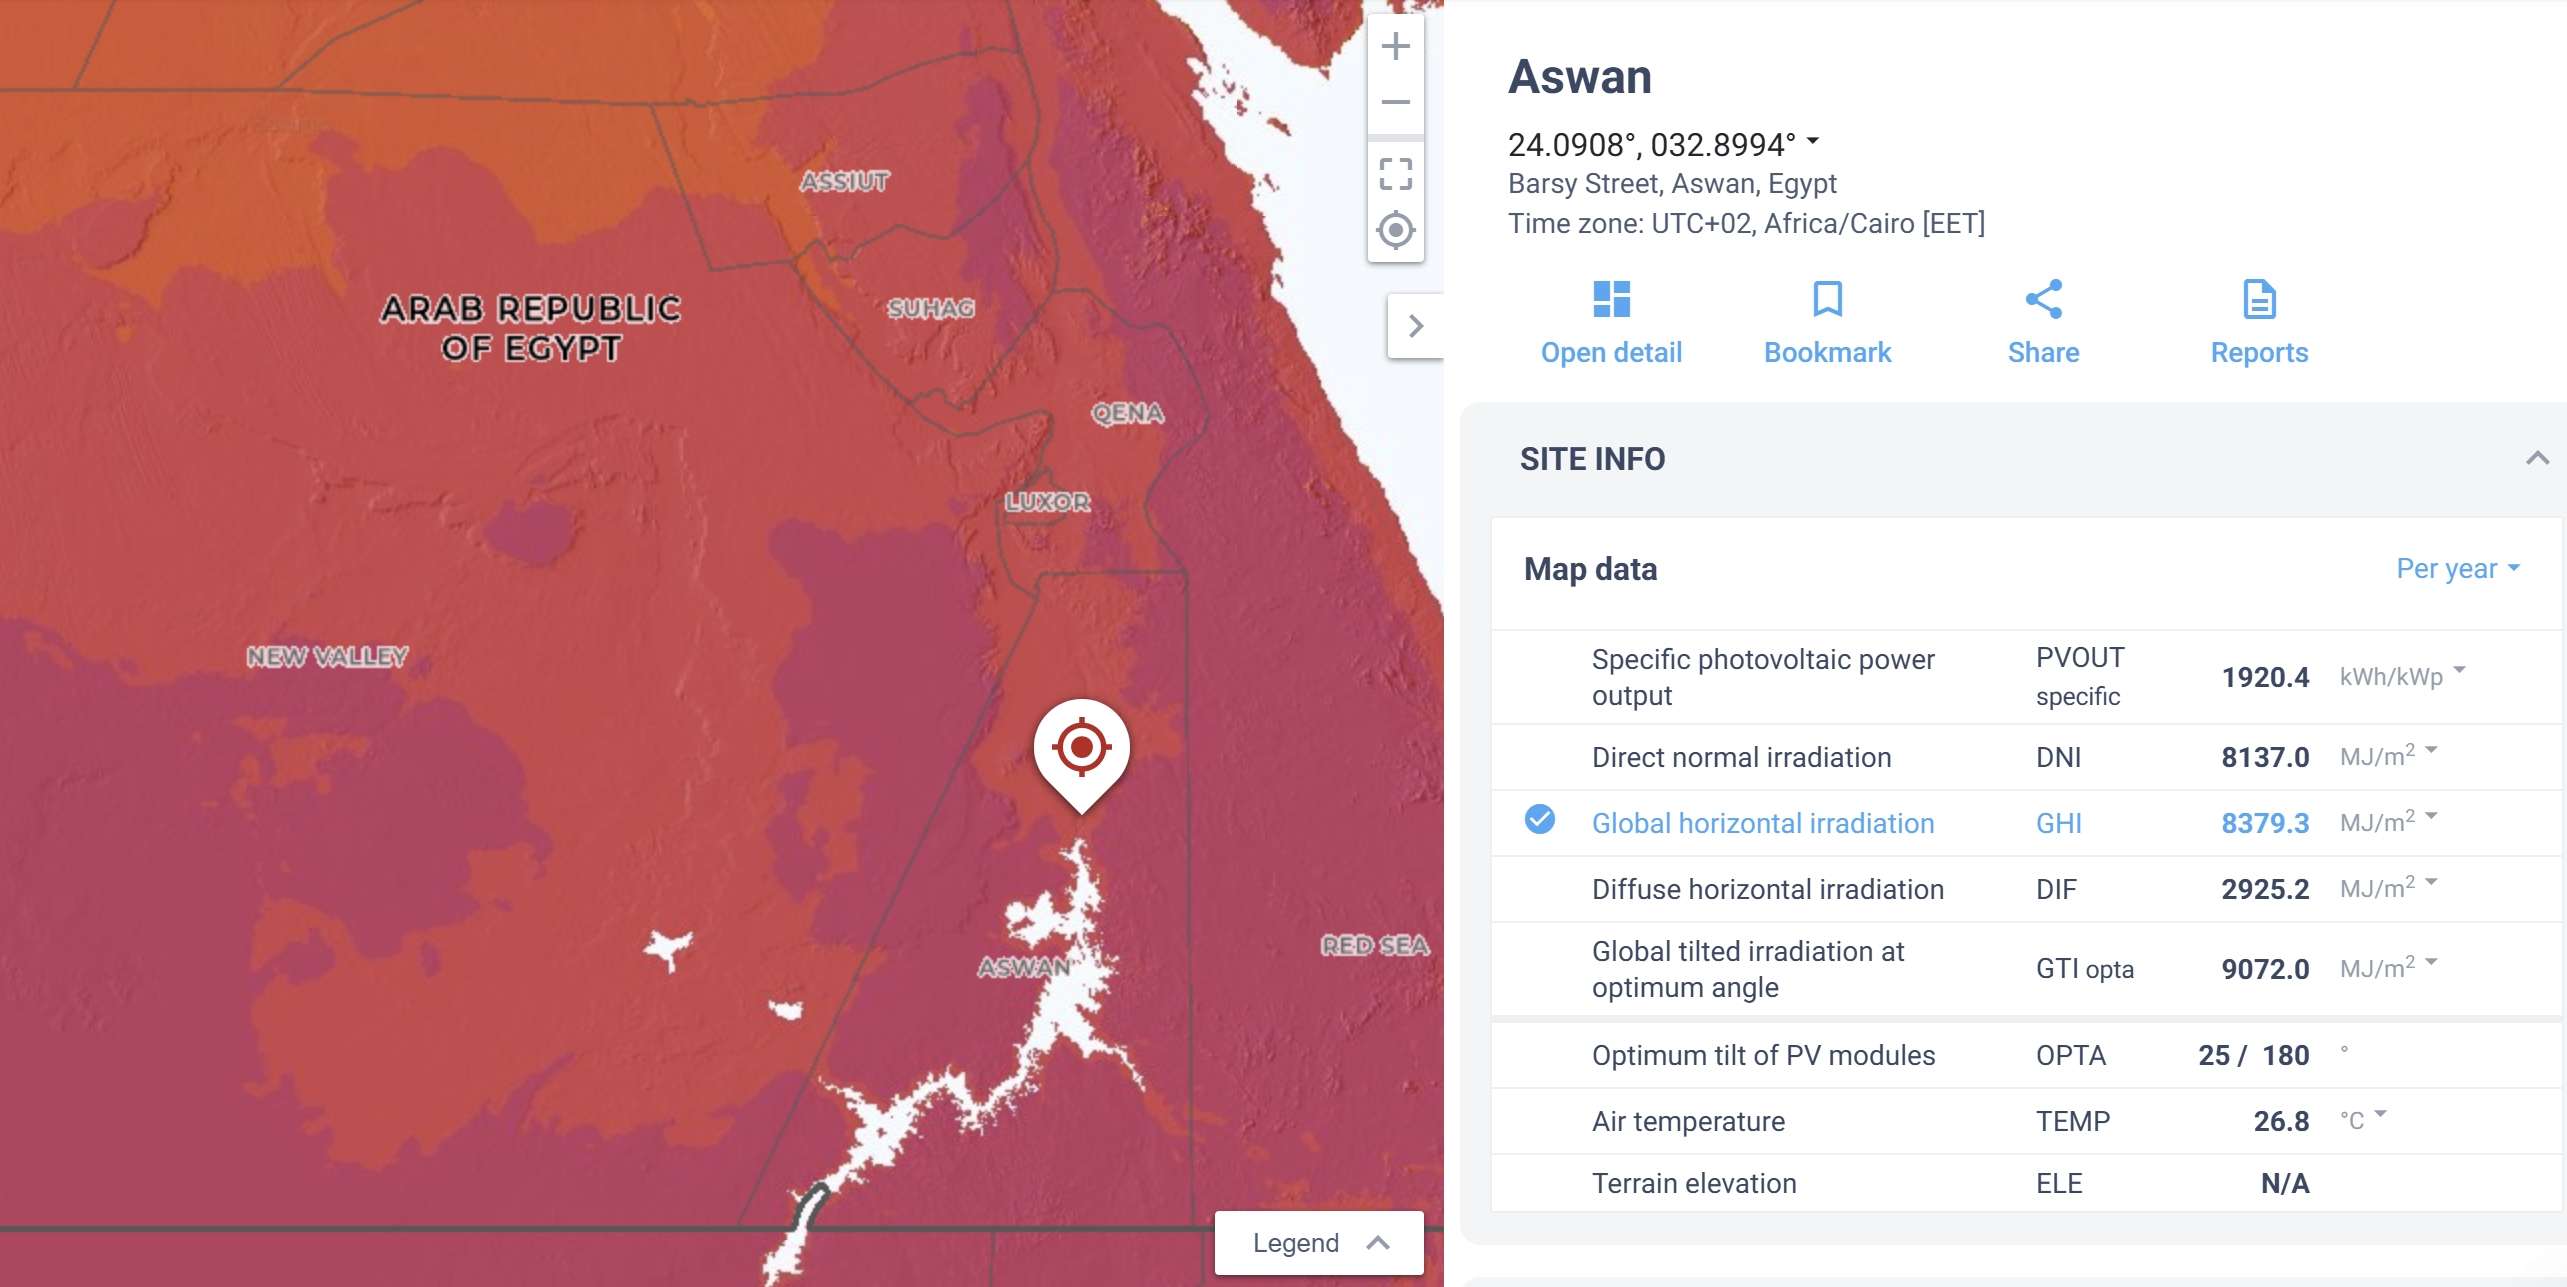 ASSIUT
ARAB REPUBLIC
OF EGYPT
SUHAG
QENA
LUXOR
NEW VALLEY
ASWAN
RED SEA
Legend
Aswan
24.0908°, 032.8994°
Barsy Street, Aswan, Egypt
Time zone: UTC+02, Africa/Cairo [EET]
Open detail Bookmark Share Reports
SITE INFO
Map data Per year
Specific photovoltaic power output PVOUT specific 1920.4 kWh/kWp
Direct normal irradiation DNI 8137.0 MJ/m²
Global horizontal irradiation GHI 8379.3 MJ/m²
Diffuse horizontal irradiation DIF 2925.2 MJ/m²
Global tilted irradiation at optimum angle GTI opta 9072.0 MJ/m²
Optimum tilt of PV modules OPTA 25 / 180 °
Air temperature TEMP 26.8 °C
Terrain elevation ELE N/A